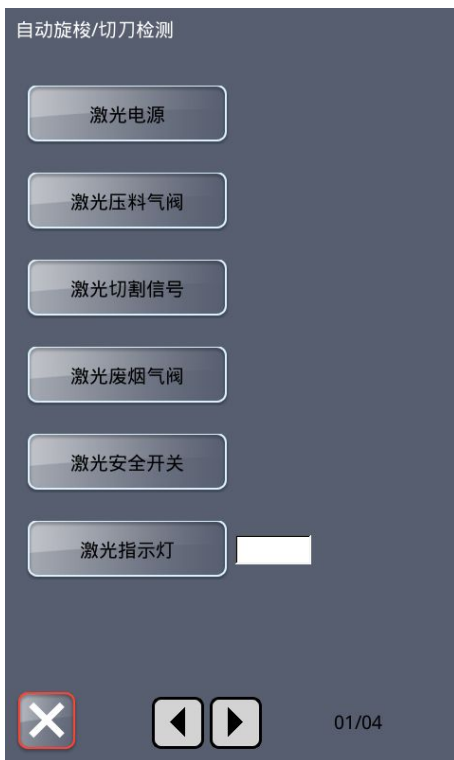 自动旋梭/切刀检测
激光电源
激光压料气阀
激光切割信号
激光废烟气阀
激光安全开关
激光指示灯
01/04